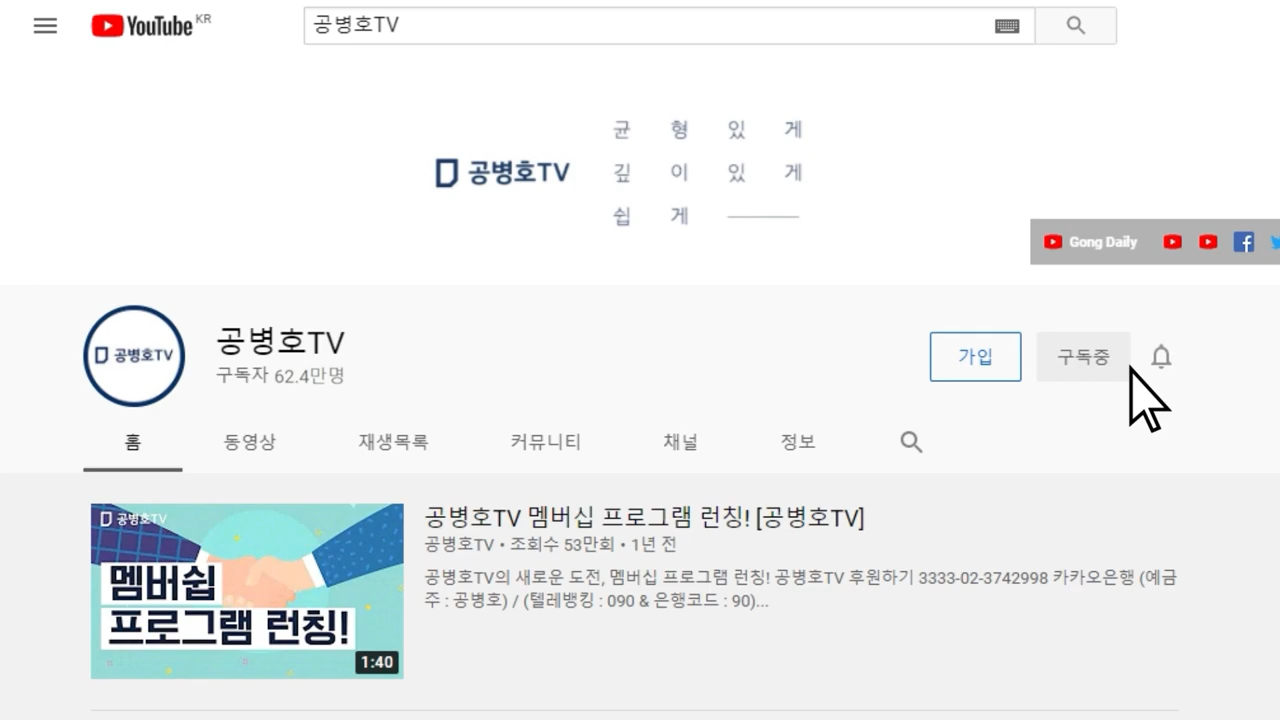 YouTube KR
공병호TV
균 형 있 게
공병호TV
깊 이 있 게
쉽 게
Gong Daily
공병호TV
공병호TV
구독자 62.4만명
가입
구독중
홈
동영상
재생목록
커뮤니티
채널
정보
공병호TV
멤버쉽
프로그램 런칭!
1:40
공병호TV 멤버십 프로그램 런칭! [공병호TV]
공병호TV • 조회수 53만회 • 1년 전
공병호TV의 새로운 도전, 멤버십 프로그램 런칭! 공병호TV 후원하기 3333-02-3742998 카카오은행 (예금
주 : 공병호) / (텔레뱅킹 : 090 & 은행코드 : 90)...